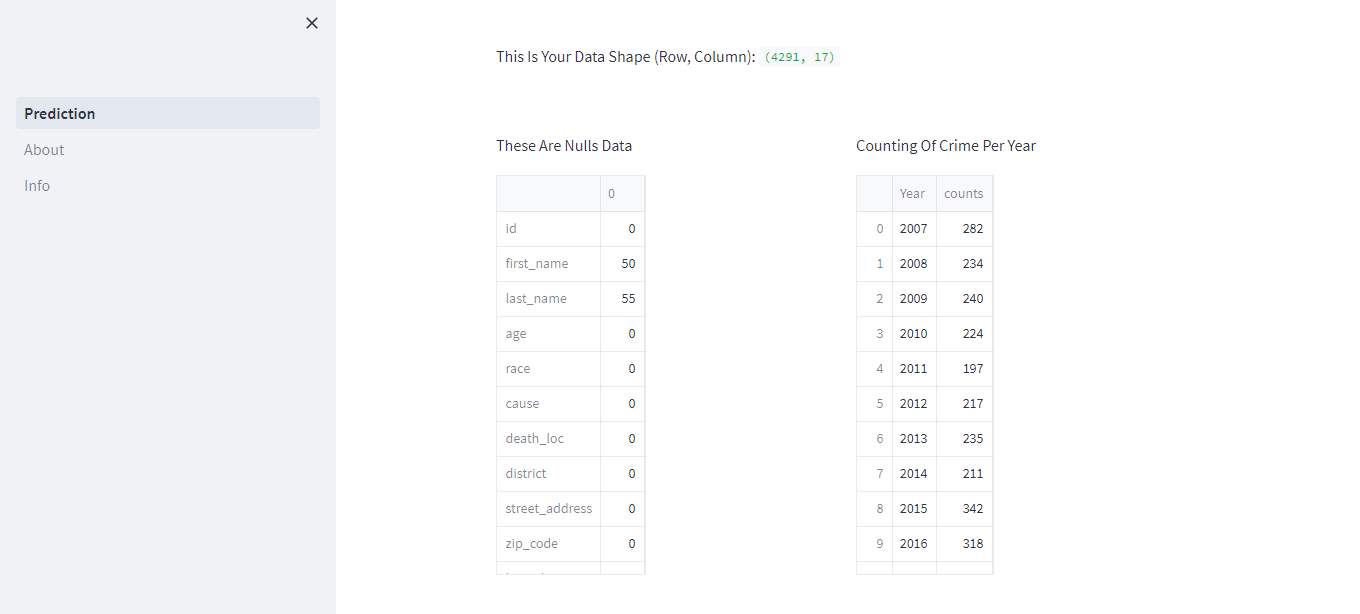 Prediction
About
Info
This Is Your Data Shape (Row, Column): (4291, 17)
These Are Nulls Data
0
id 0
first_name 50
last_name 55
age 0
race 0
cause 0
death_loc 0
district 0
street_address 0
zip_code 0
Counting Of Crime Per Year
Year counts
0 2007 282
1 2008 234
2 2009 240
3 2010 224
4 2011 197
5 2012 217
6 2013 235
7 2014 211
8 2015 342
9 2016 318